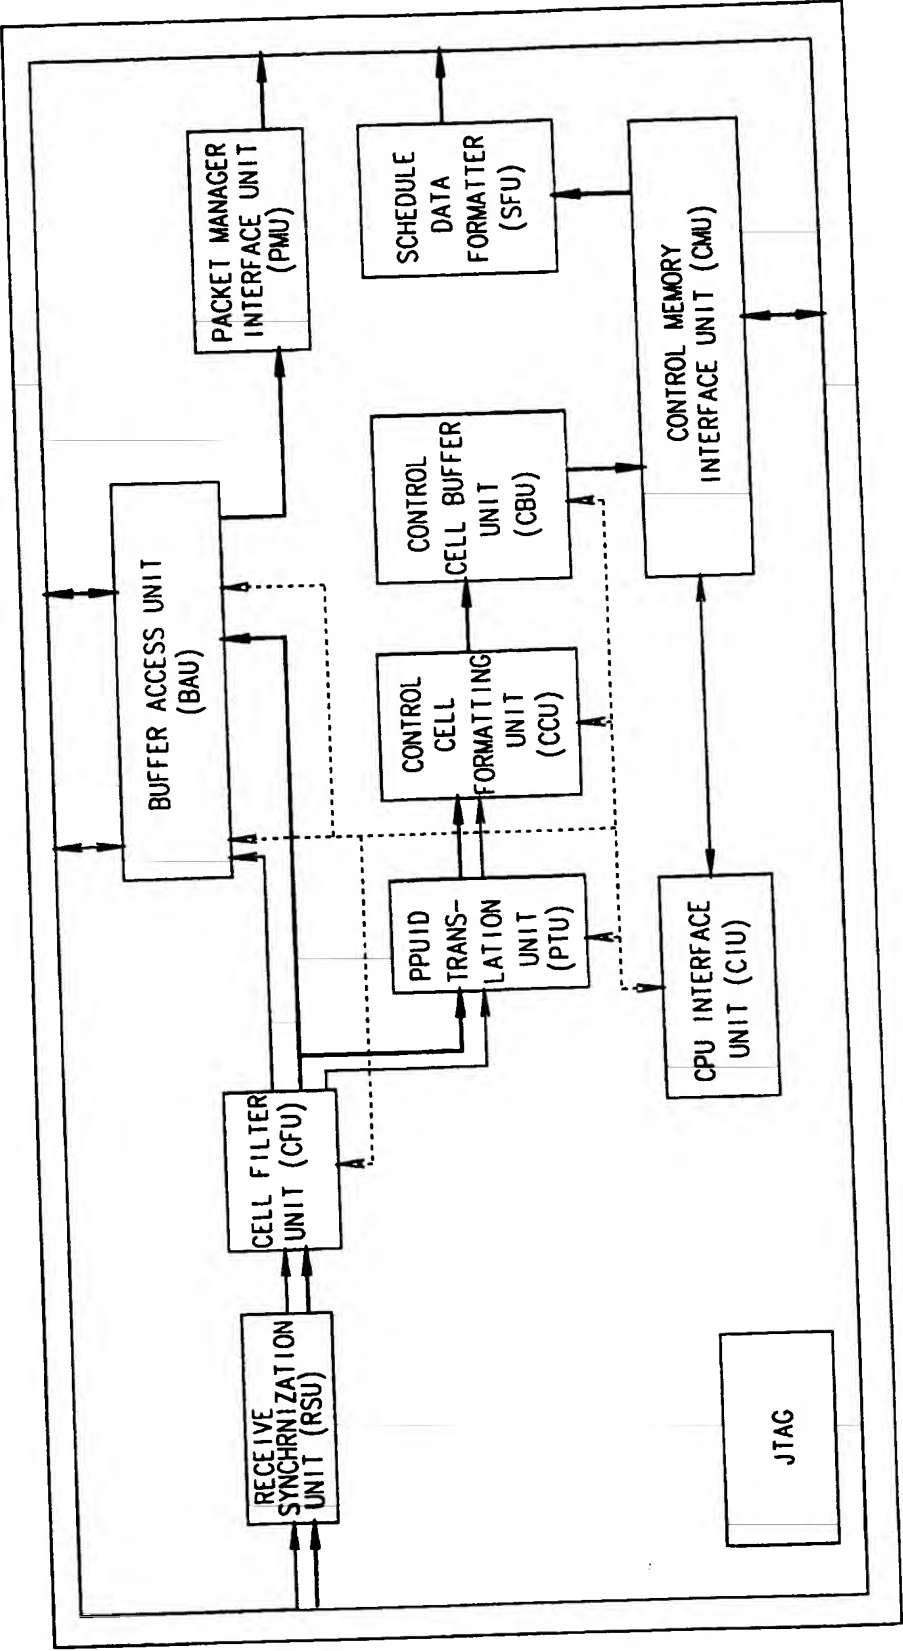 RECEIVE
SYNCHRNIZATION
UNIT (RSU)
CELL FILTER
UNIT (CFU)
BUFFER ACCESS UNIT
(BAU)
PACKET MANAGER
INTERFACE UNIT
(PMU)
PPUID
TRANS-
LATION
UNIT
(PTU)
CONTROL
CELL
FORMATTING
UNIT
(CCU)
CONTROL
CELL BUFFER
UNIT
(CBU)
SCHEDULE
DATA
FORMATTER
(SFU)
JTAG
CPU INTERFACE
UNIT (CIU)
CONTROL MEMORY
INTERFACE UNIT (CMU)